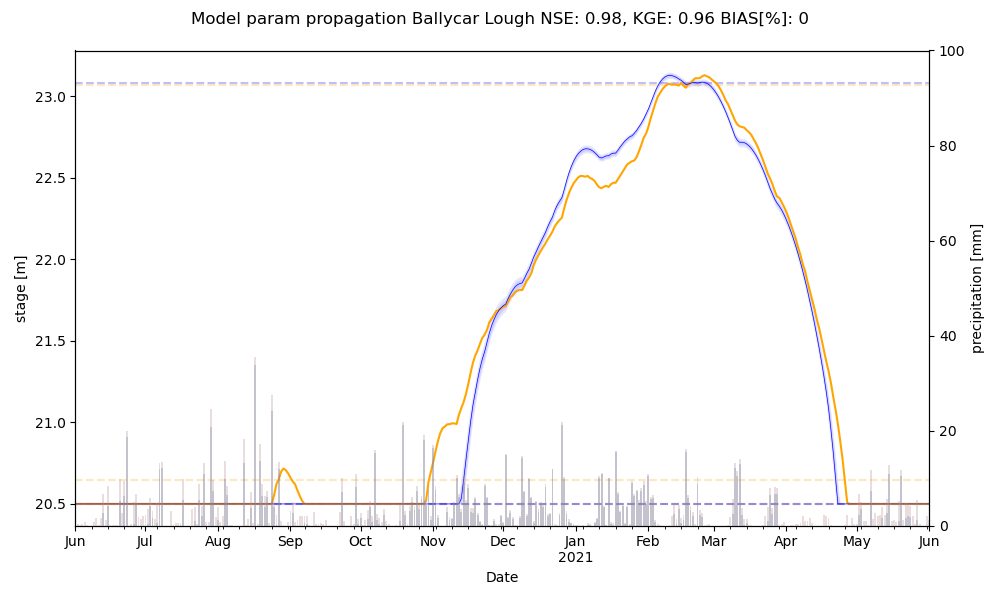 Model param propagation Ballycar Lough NSE: 0.98, KGE: 0.96 BIAS[%]: 0
stage [m]
23.0
22.5
22.0
21.5
21.0
20.5
100
80
60
40
20
0
precipitation [mm]
Jun Jul Aug Sep Oct Nov Dec Jan Feb Mar Apr May Jun
2021
Date